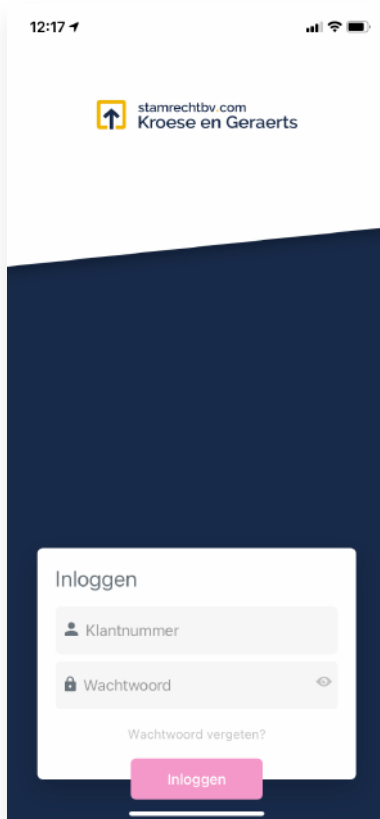 12:17
stamrechtbv.com
Kroese en Geraerts
Inloggen
Klantnummer
Wachtwoord
Wachtwoord vergeten?
Inloggen